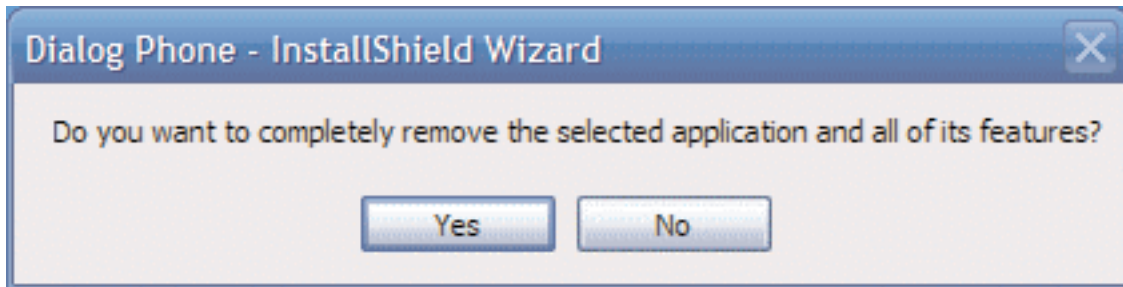 Dialog Phone - InstallShield Wizard
Do you want to completely remove the selected application and all of its features?
Yes No